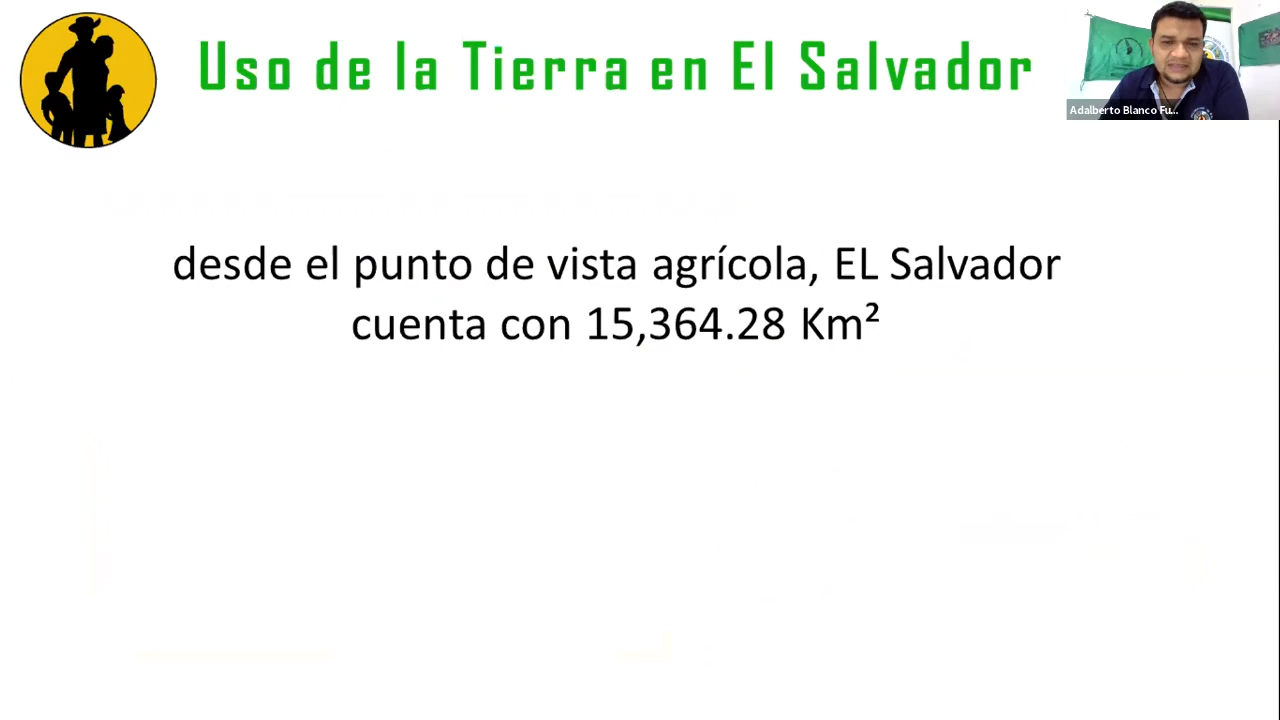 Uso de la Tierra en El Salvador
Adalberto Blanco Fu...
desde el punto de vista agrícola, EL Salvador
cuenta con 15,364.28 Km²